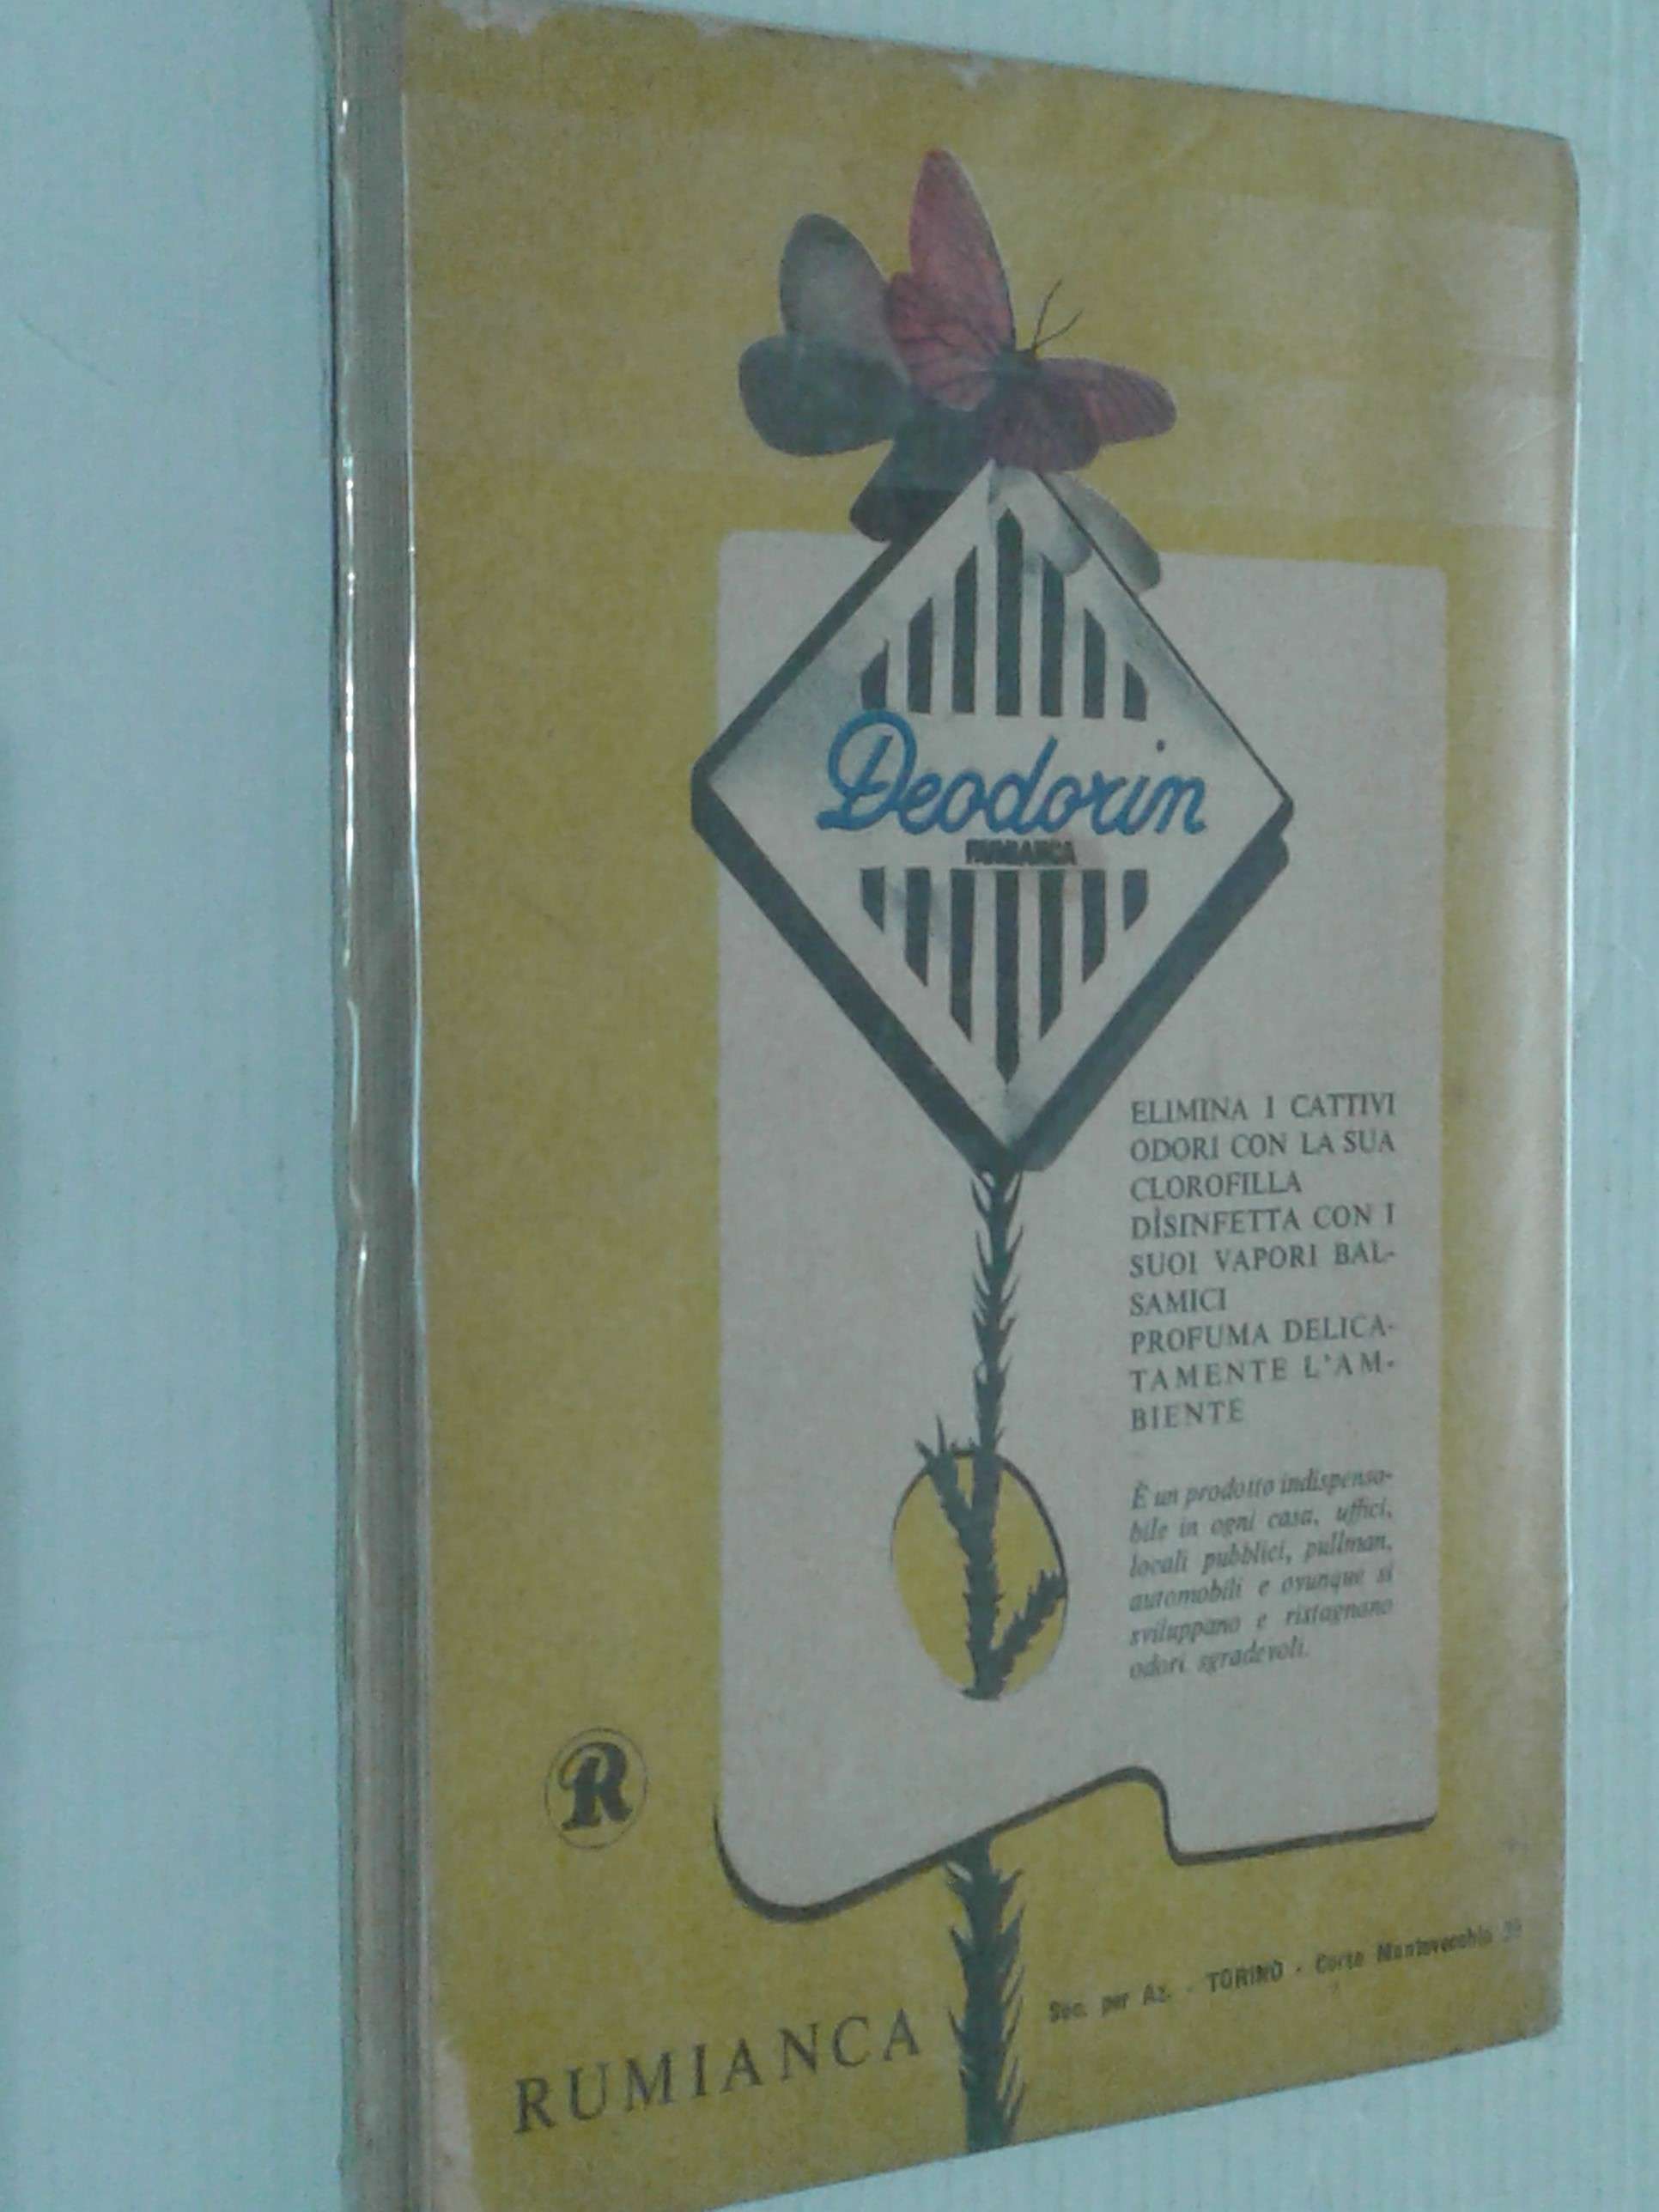 Deodorin
RUMIANCA
ELIMINA I CATTIVI
ODORI CON LA SUA
CLOROFILLA
DISINFETTA CON I
SUOI VAPORI BAL-
SAMICI
PROFUMA DELICA-
TAMENTE L'AM-
BIENTE
È un prodotto indispensa-
bile in ogni casa, uffici,
locali pubblici, pullman,
automobili e ovunque si
sviluppano e ristagnano
odori sgradevoli.
R
RUMIANCA
Soc. per Az. - TORINO - Corso Montevecchio